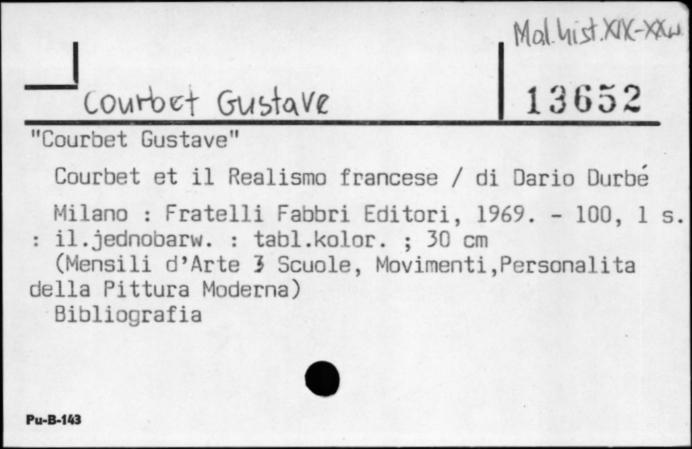 Mal. hist. XIX-XXw
Courbet Gustave
13652
"Courbet Gustave"
Courbet et il Realismo francese / di Dario Durbé
Milano : Fratelli Fabbri Editori, 1969. - 100, 1 s.
: il.jednobarw. : tabl.kolor. ; 30 cm
(Mensili d'Arte 3 Scuole, Movimenti,Personalita
della Pittura Moderna)
Bibliografia
Pu-B-143